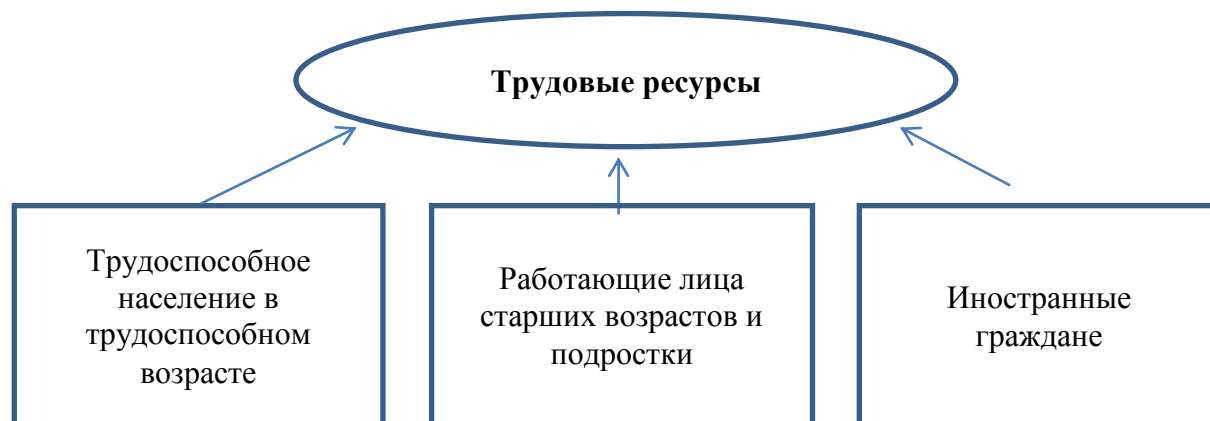 Трудовые ресурсы
Трудоспособное
население в
трудоспособном
возрасте
Работающие лица
старших возрастов и
подростки
Иностранные
граждане